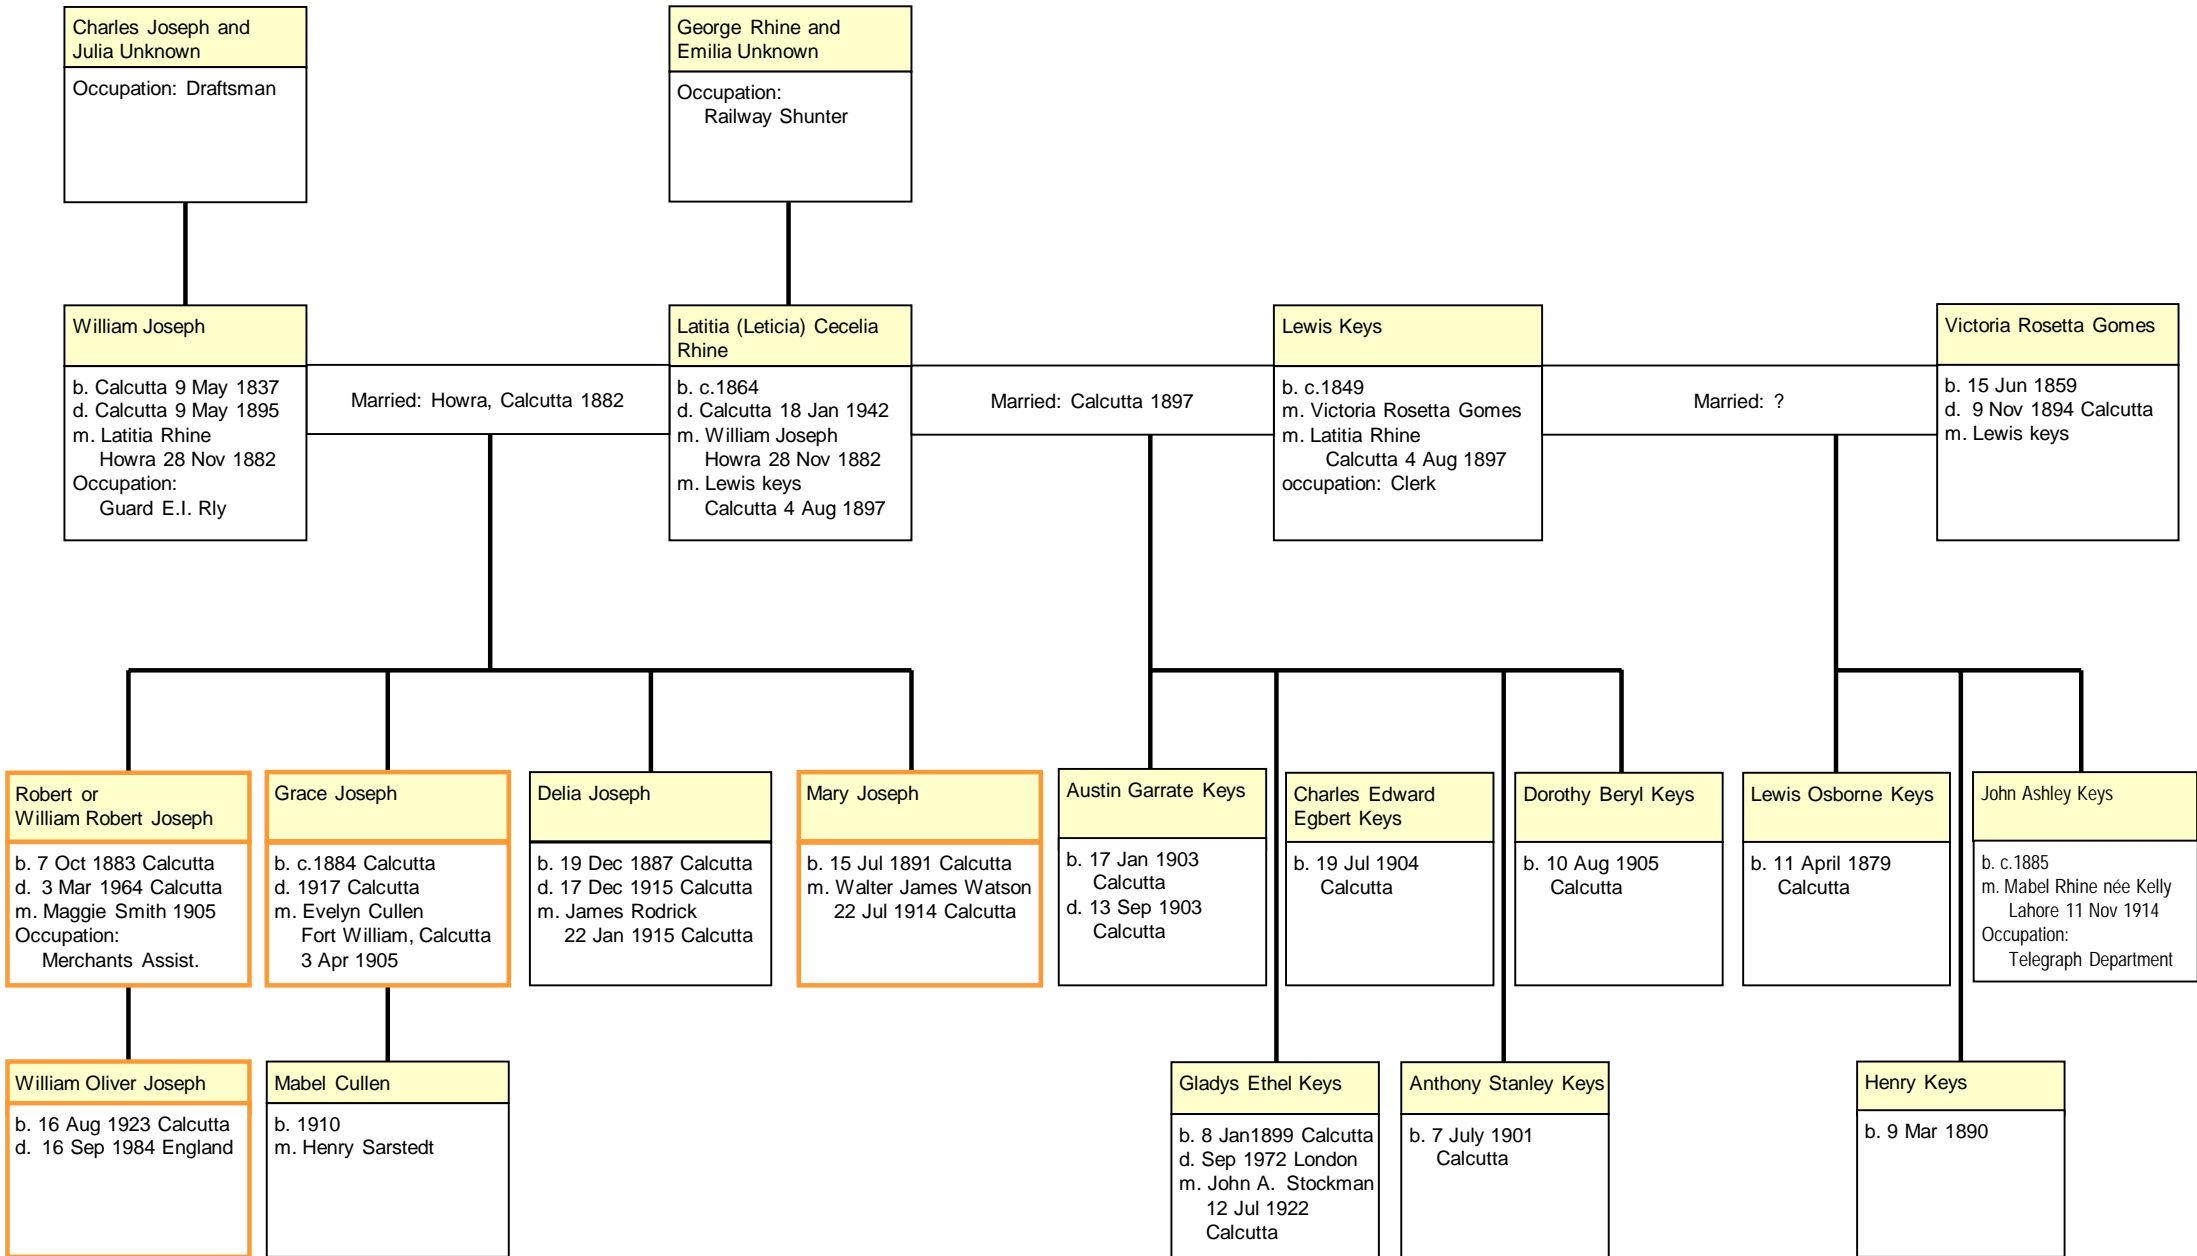 Charles Joseph and
Julia Unknown
Occupation: Draftsman
George Rhine and
Emilia Unknown
Occupation:
Railway Shunter
William Joseph
b. Calcutta 9 May 1837
d. Calcutta 9 May 1895
m. Latitia Rhine
Howra 28 Nov 1882
Occupation:
Guard E.I. Rly
Married: Howra, Calcutta 1882
Latitia (Leticia) Cecelia
Rhine
b. c.1864
d. Calcutta 18 Jan 1942
m. William Joseph
Howra 28 Nov 1882
m. Lewis keys
Calcutta 4 Aug 1897
Married: Calcutta 1897
Lewis Keys
b. c.1849
m. Victoria Rosetta Gomes
m. Latitia Rhine
Calcutta 4 Aug 1897
occupation: Clerk
Married: ?
Victoria Rosetta Gomes
b. 15 Jun 1859
d. 9 Nov 1894 Calcutta
m. Lewis keys
Robert or
William Robert Joseph
b. 7 Oct 1883 Calcutta
d. 3 Mar 1964 Calcutta
m. Maggie Smith 1905
Occupation:
Merchants Assist.
Grace Joseph
b. c.1884 Calcutta
d. 1917 Calcutta
m. Evelyn Cullen
Fort William, Calcutta
3 Apr 1905
Delia Joseph
b. 19 Dec 1887 Calcutta
d. 17 Dec 1915 Calcutta
m. James Rodrick
22 Jan 1915 Calcutta
Mary Joseph
b. 15 Jul 1891 Calcutta
m. Walter James Watson
22 Jul 1914 Calcutta
Austin Garrate Keys
b. 17 Jan 1903
Calcutta
d. 13 Sep 1903
Calcutta
Charles Edward
Egbert Keys
b. 19 Jul 1904
Calcutta
Dorothy Beryl Keys
b. 10 Aug 1905
Calcutta
Lewis Osborne Keys
b. 11 April 1879
Calcutta
John Ashley Keys
b. c.1885
m. Mabel Rhine née Kelly
Lahore 11 Nov 1914
Occupation:
Telegraph Department
William Oliver Joseph
b. 16 Aug 1923 Calcutta
d. 16 Sep 1984 England
Mabel Cullen
b. 1910
m. Henry Sarstedt
Gladys Ethel Keys
b. 8 Jan1899 Calcutta
d. Sep 1972 London
m. John A. Stockman
12 Jul 1922
Calcutta
Anthony Stanley Keys
b. 7 July 1901
Calcutta
Henry Keys
b. 9 Mar 1890